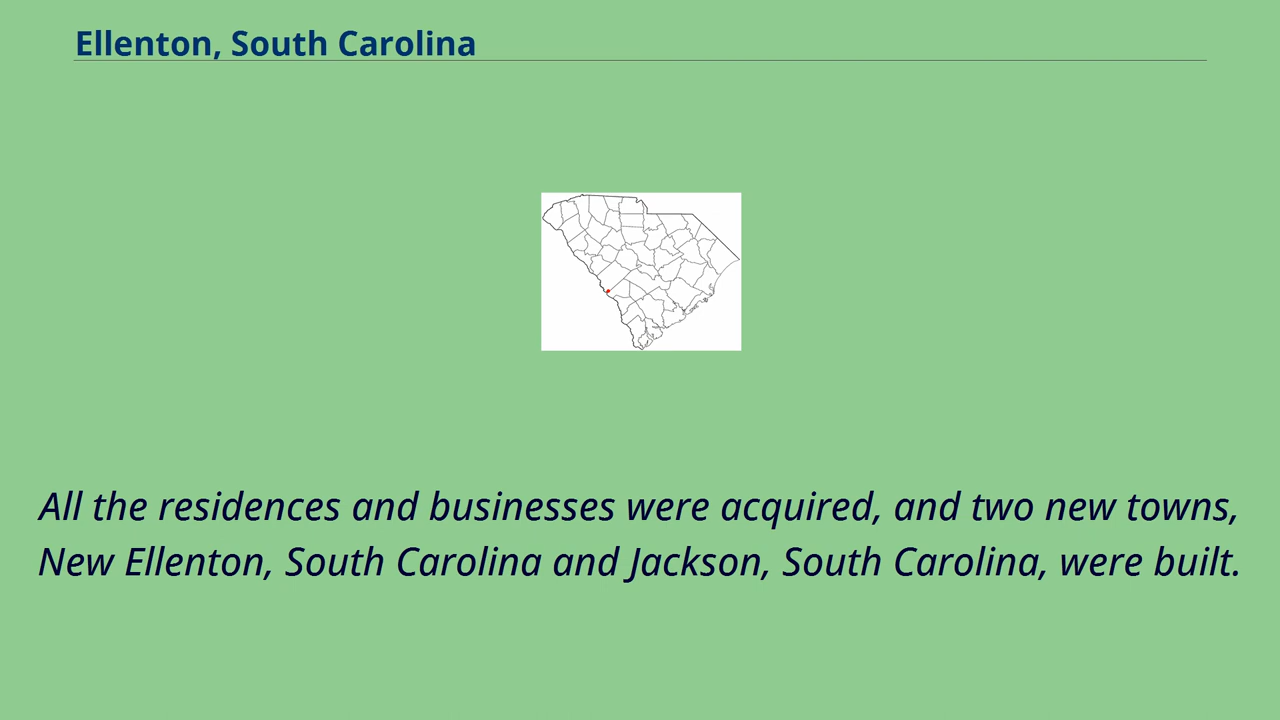 Ellenton, South Carolina
All the residences and businesses were acquired, and two new towns,
New Ellenton, South Carolina and Jackson, South Carolina, were built.